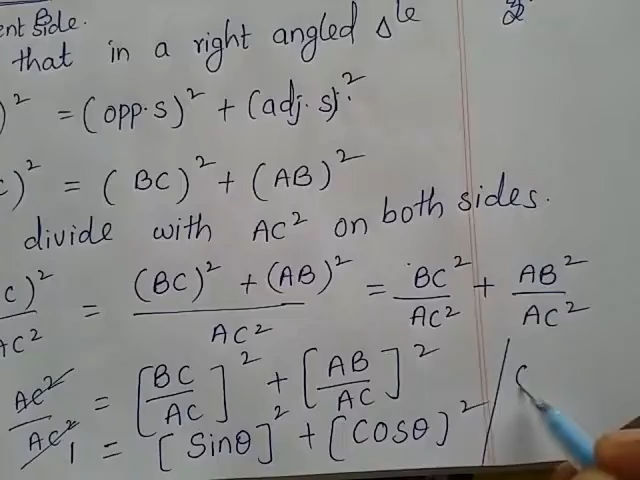 ent side.
that in a right angled Δle
)² = (opp.s)² + (adj.s)²
C)² = (BC)² + (AB)²
divide with AC² on both sides.
C)²/AC² = (BC)² + (AB)²/AC² = BC²/AC² + AB²/AC²
AC²/AC² = [BC/AC]² + [AB/AC]²
1 = [Sinθ]² + [COSθ]² /